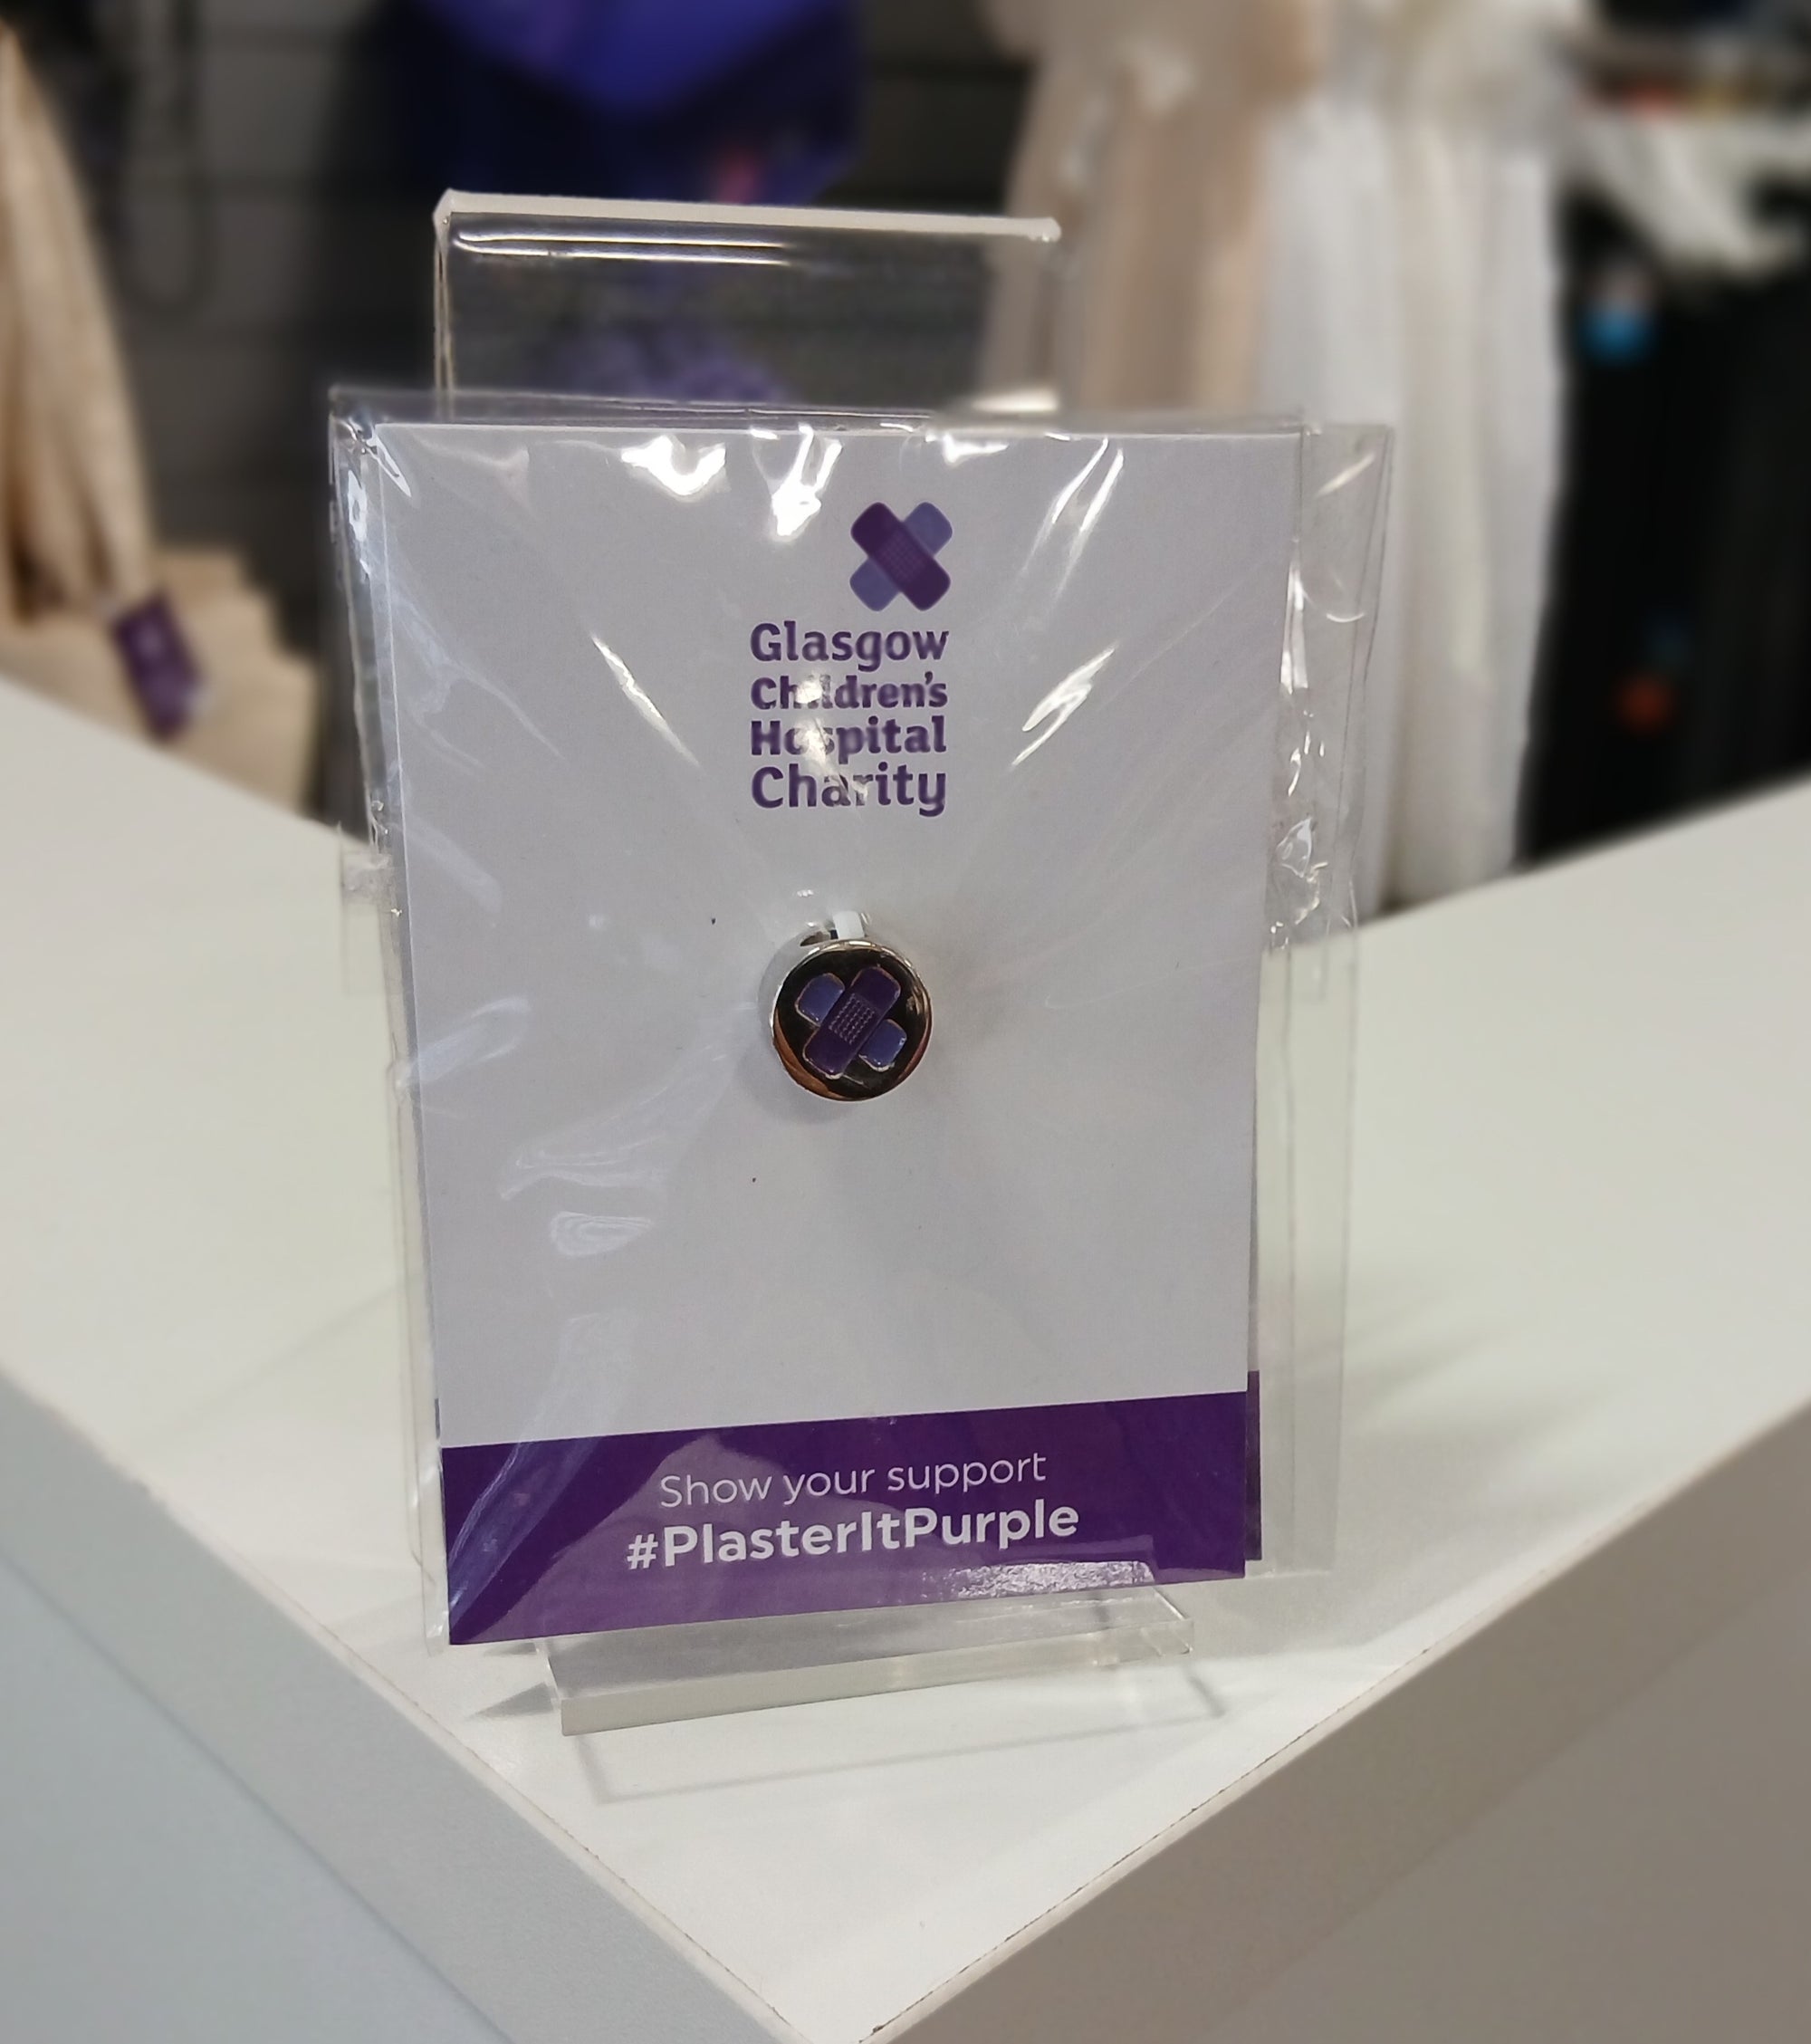 Glasgow
Children's
Hospital
Charity
Show your support
#PlasterItPurple